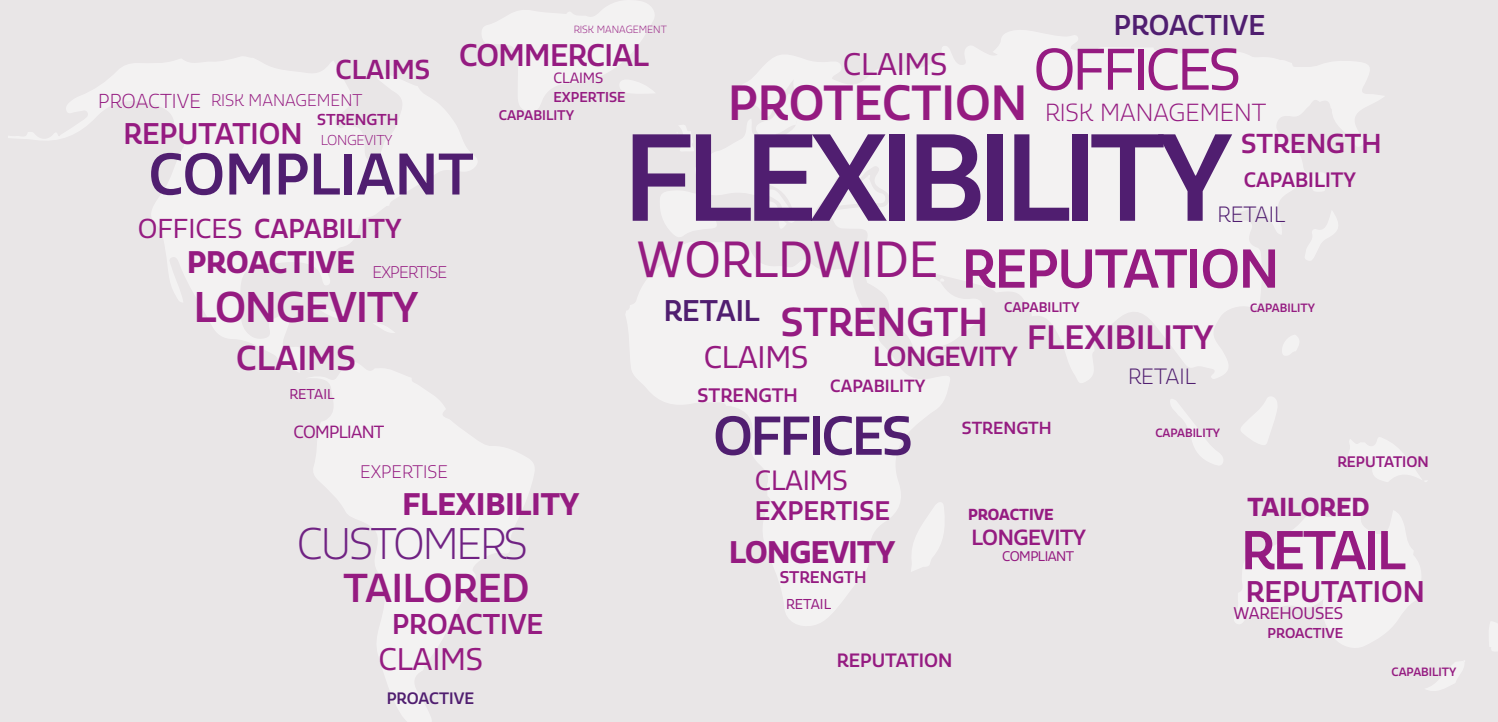 RISK MANAGEMENT
COMMERCIAL
CLAIMS
CLAIMS
EXPERTISE
PROACTIVE RISK MANAGEMENT
CAPABILITY
STRENGTH
REPUTATION
LONGEVITY
COMPLIANT
OFFICES CAPABILITY
PROACTIVE
EXPERTISE
LONGEVITY
CLAIMS
RETAIL
COMPLIANT
EXPERTISE
FLEXIBILITY
CUSTOMERS
TAILORED
PROACTIVE
CLAIMS
PROACTIVE
PROACTIVE
CLAIMS
OFFICES
PROTECTION
RISK MANAGEMENT
FLEXIBILITY
STRENGTH
CAPABILITY
RETAIL
WORLDWIDE
REPUTATION
RETAIL
STRENGTH
CAPABILITY
CAPABILITY
FLEXIBILITY
CLAIMS
LONGEVITY
RETAIL
STRENGTH
CAPABILITY
OFFICES
STRENGTH
CAPABILITY
CLAIMS
EXPERTISE
LONGEVITY
STRENGTH
RETAIL
PROACTIVE
LONGEVITY
COMPLIANT
REPUTATION
REPUTATION
TAILORED
RETAIL
REPUTATION
WAREHOUSES
PROACTIVE
CAPABILITY